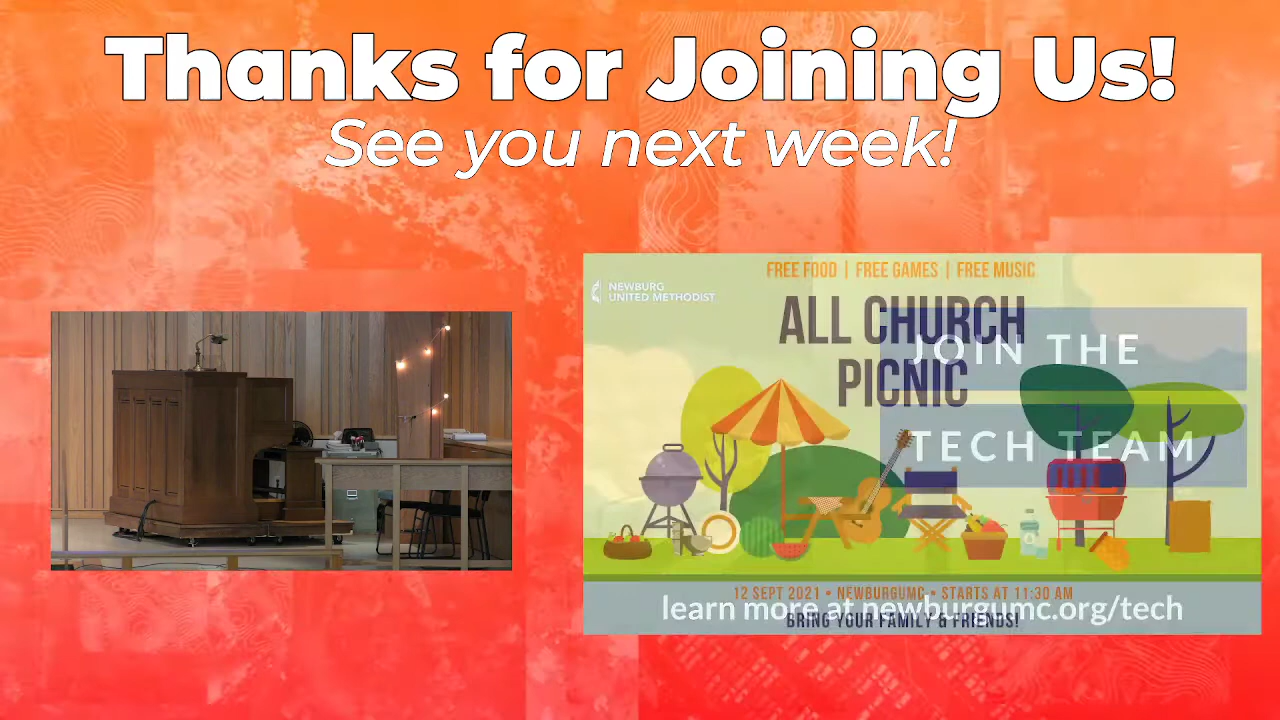 Thanks for Joining Us!
See you next week!
FREE FOOD | FREE GAMES | FREE MUSIC
NEWBURG
UNITED METHODIST
ALL CHURCH
PICNIC
JOIN THE
TECH TEAM
12 SEPT 2021 • NEWBURGUMC • STARTS AT 11:30 AM
learn more at newburgumc.org/tech
BRING YOUR FAMILY & FRIENDS!